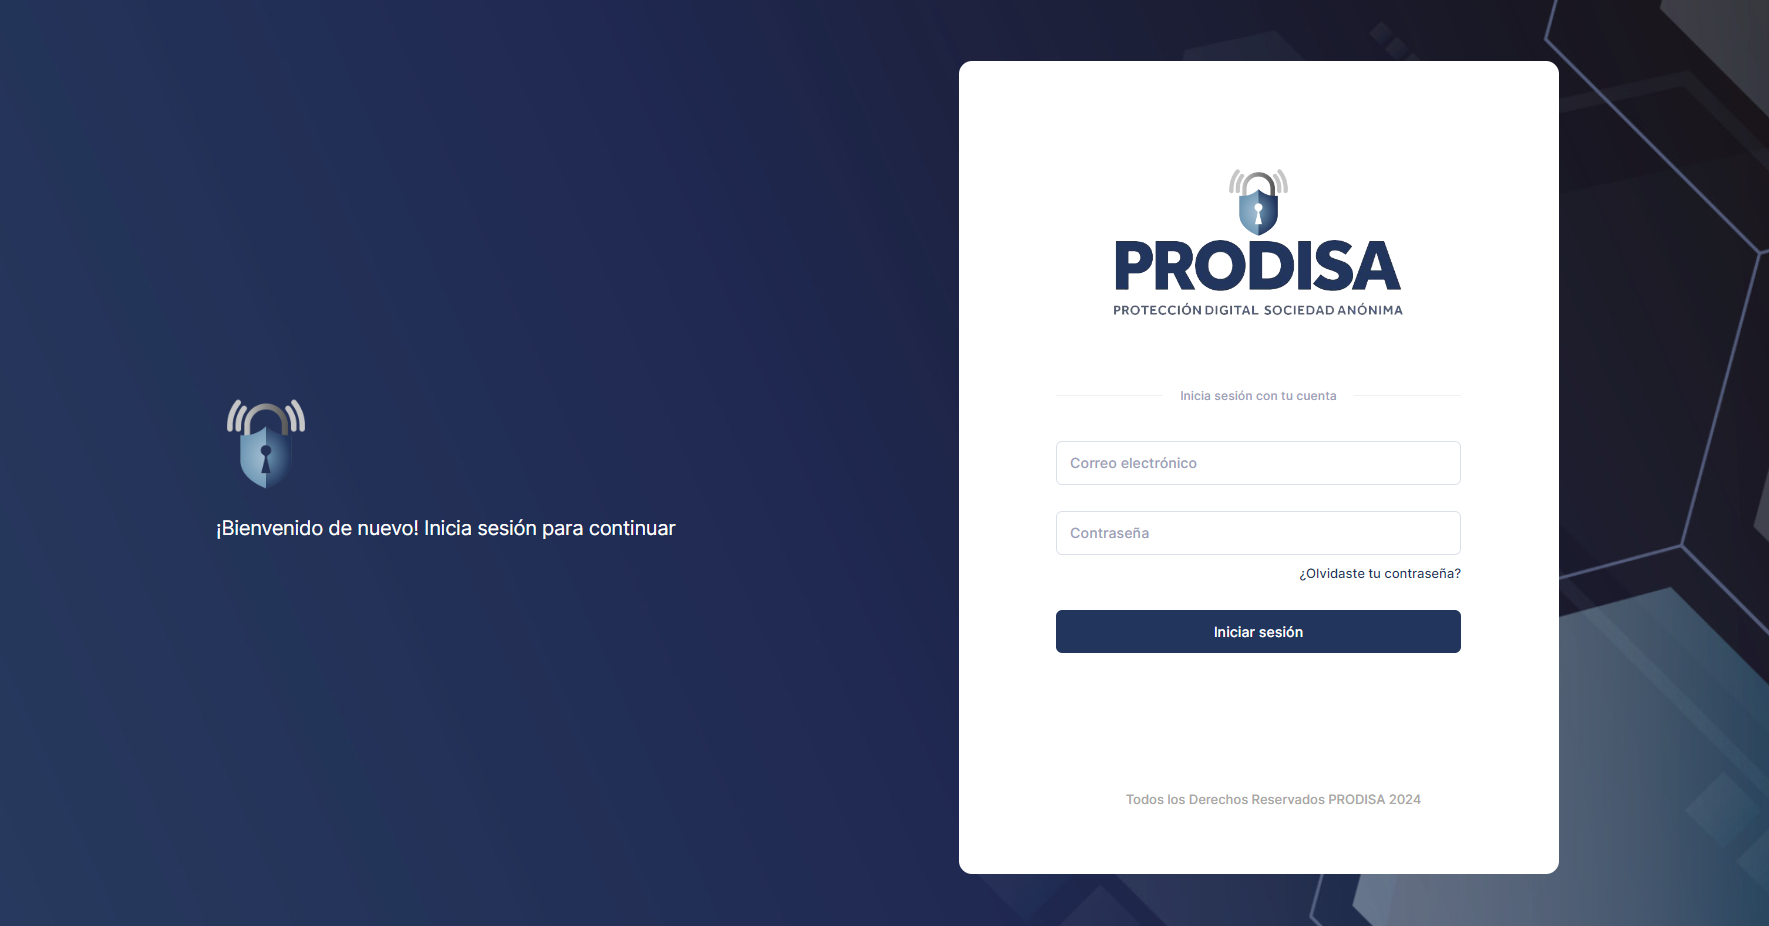 ¡Bienvenido de nuevo! Inicia sesión para continuar
PRODISA
PROTECCIÓN DIGITAL SOCIEDAD ANÓNIMA
Inicia sesión con tu cuenta
Correo electrónico
Contraseña
¿Olvidaste tu contraseña?
Iniciar sesión
Todos los Derechos Reservados PRODISA 2024